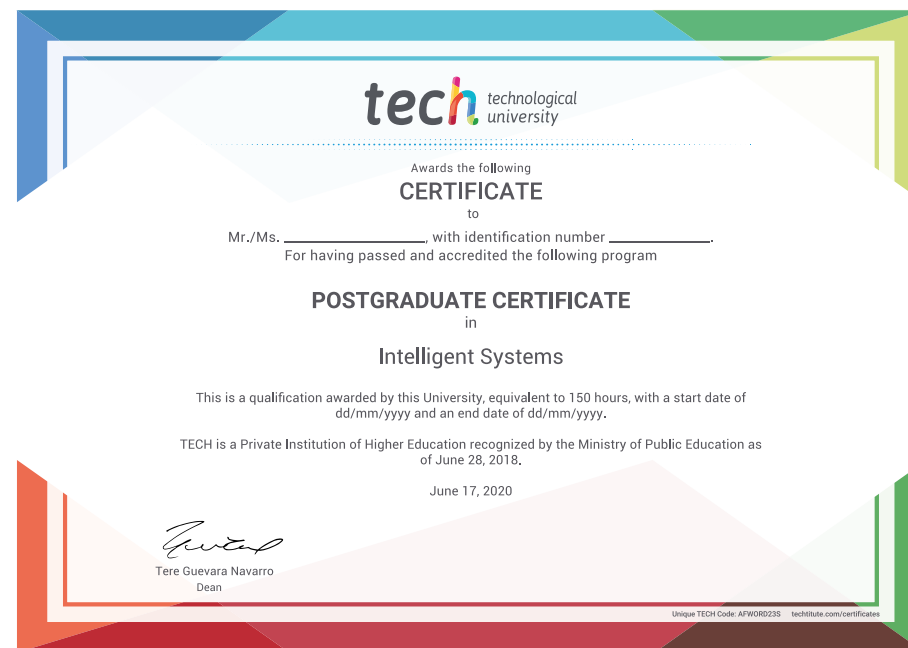 tech technological
university
Awards the following
CERTIFICATE
to
Mr./Ms. ____________________, with identification number ______________.
For having passed and accredited the following program
POSTGRADUATE CERTIFICATE
in
Intelligent Systems
This is a qualification awarded by this University, equivalent to 150 hours, with a start date of
dd/mm/yyyy and an end date of dd/mm/yyyy.
TECH is a Private Institution of Higher Education recognized by the Ministry of Public Education as
of June 28, 2018.
June 17, 2020
Tere Guevara Navarro
Dean
Unique TECH Code: AFWORD23S techtitute.com/certificates